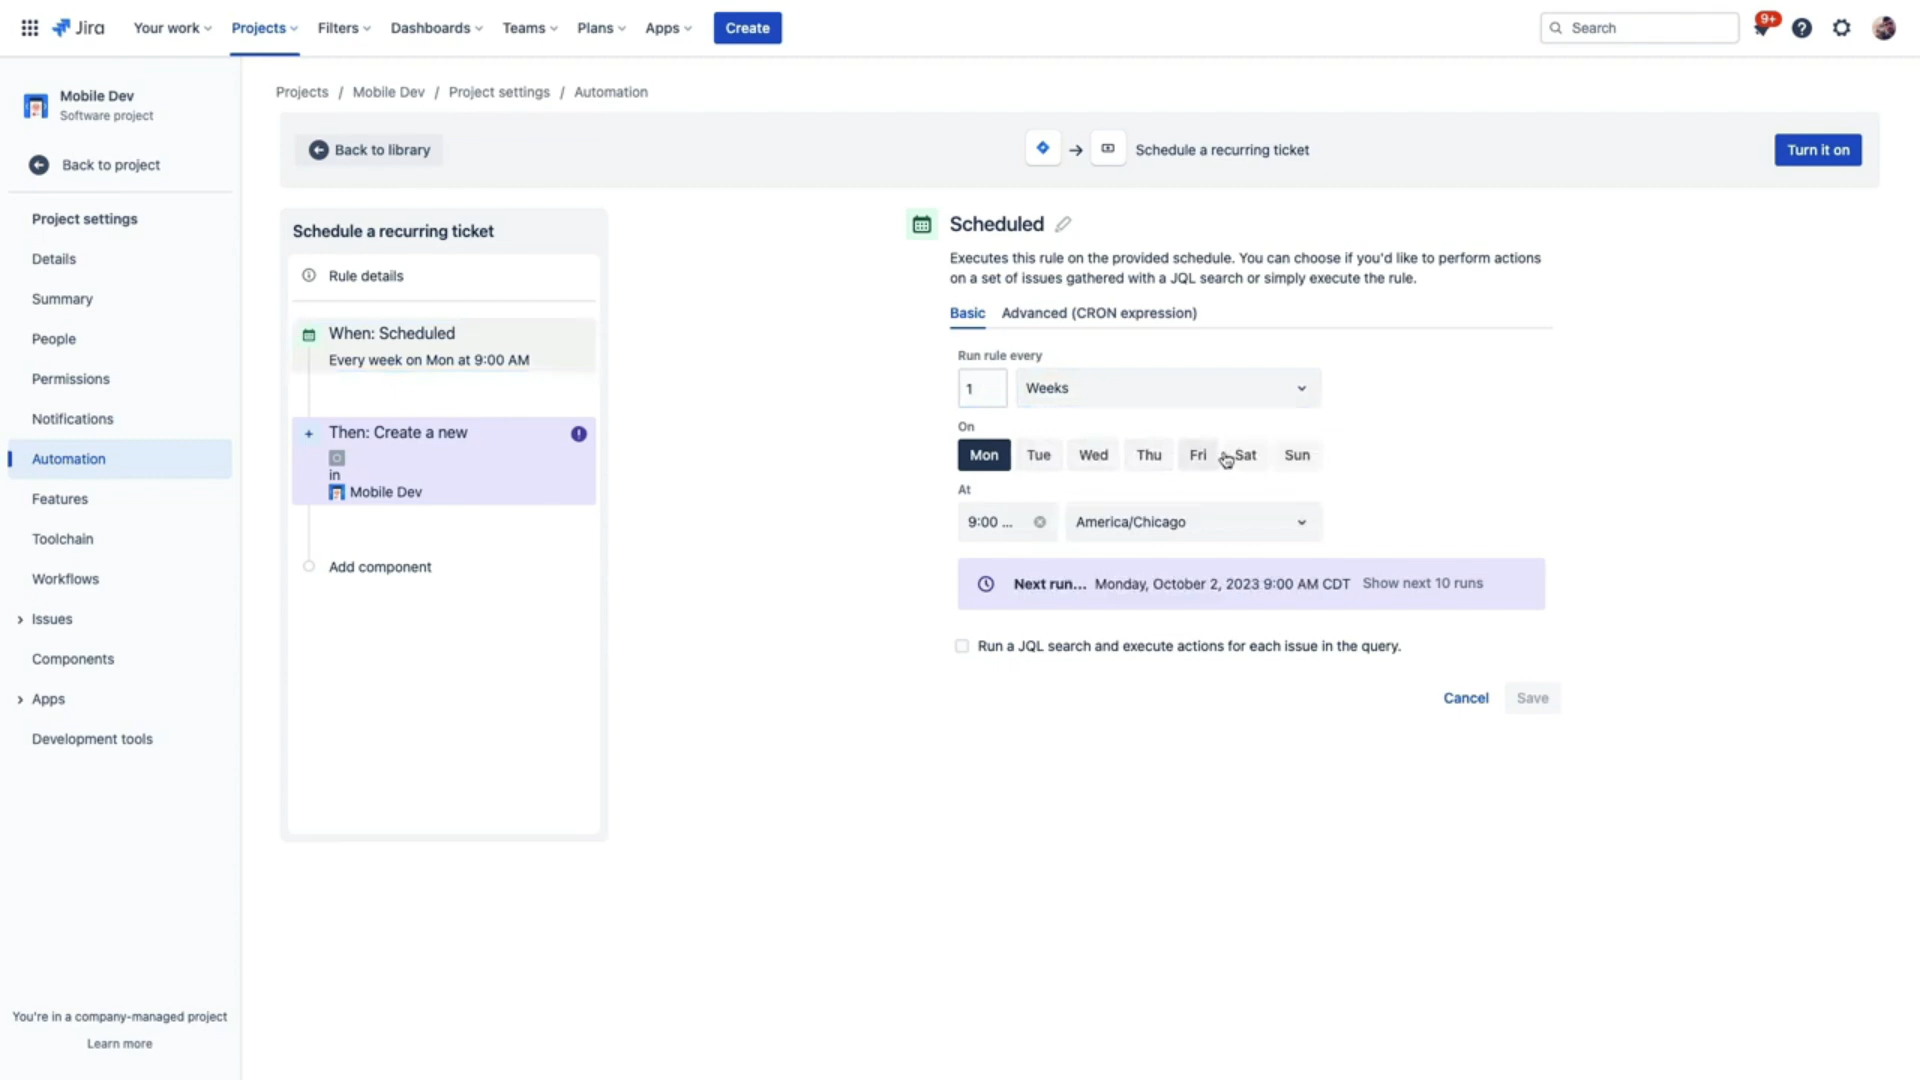 Jira
Your work
Projects
Filters
Dashboards
Teams
Plans
Apps
Create
Search
9+
Mobile Dev
Software project
Back to project
Project settings
Details
Summary
People
Permissions
Notifications
Automation
Features
Toolchain
Workflows
Issues
Components
Apps
Development tools
You're in a company-managed project
Learn more
Projects / Mobile Dev / Project settings / Automation
Back to library
Schedule a recurring ticket
Turn it on
Schedule a recurring ticket
Rule details
When: Scheduled
Every week on Mon at 9:00 AM
Then: Create a new
in
Mobile Dev
Add component
Scheduled
Executes this rule on the provided schedule. You can choose if you'd like to perform actions
on a set of issues gathered with a JQL search or simply execute the rule.
Basic
Advanced (CRON expression)
Run rule every
1
Weeks
On
Mon
Tue
Wed
Thu
Fri
Sat
Sun
At
9:00 ...
America/Chicago
Next run... Monday, October 2, 2023 9:00 AM CDT Show next 10 runs
Run a JQL search and execute actions for each issue in the query.
Cancel
Save